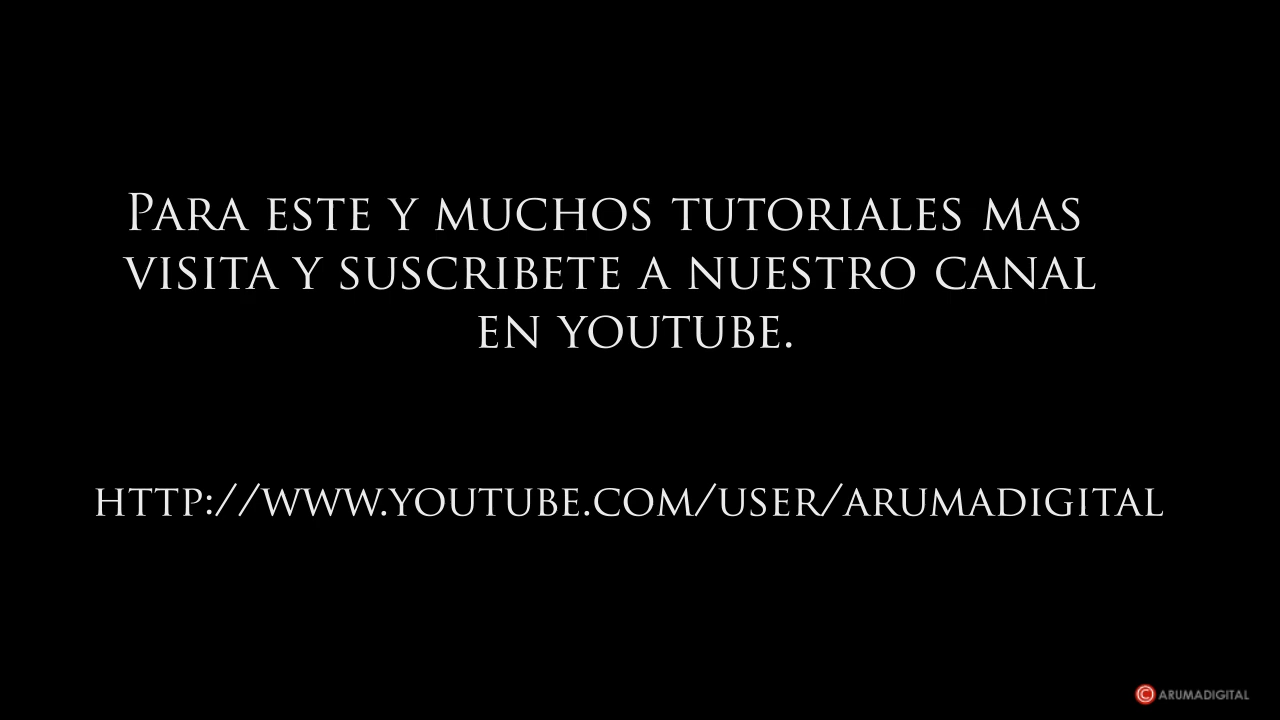 Para este y muchos tutoriales mas
visita y suscribete a nuestro canal
en youtube.
http://www.youtube.com/user/arumadigital
© ARUMADIGITAL